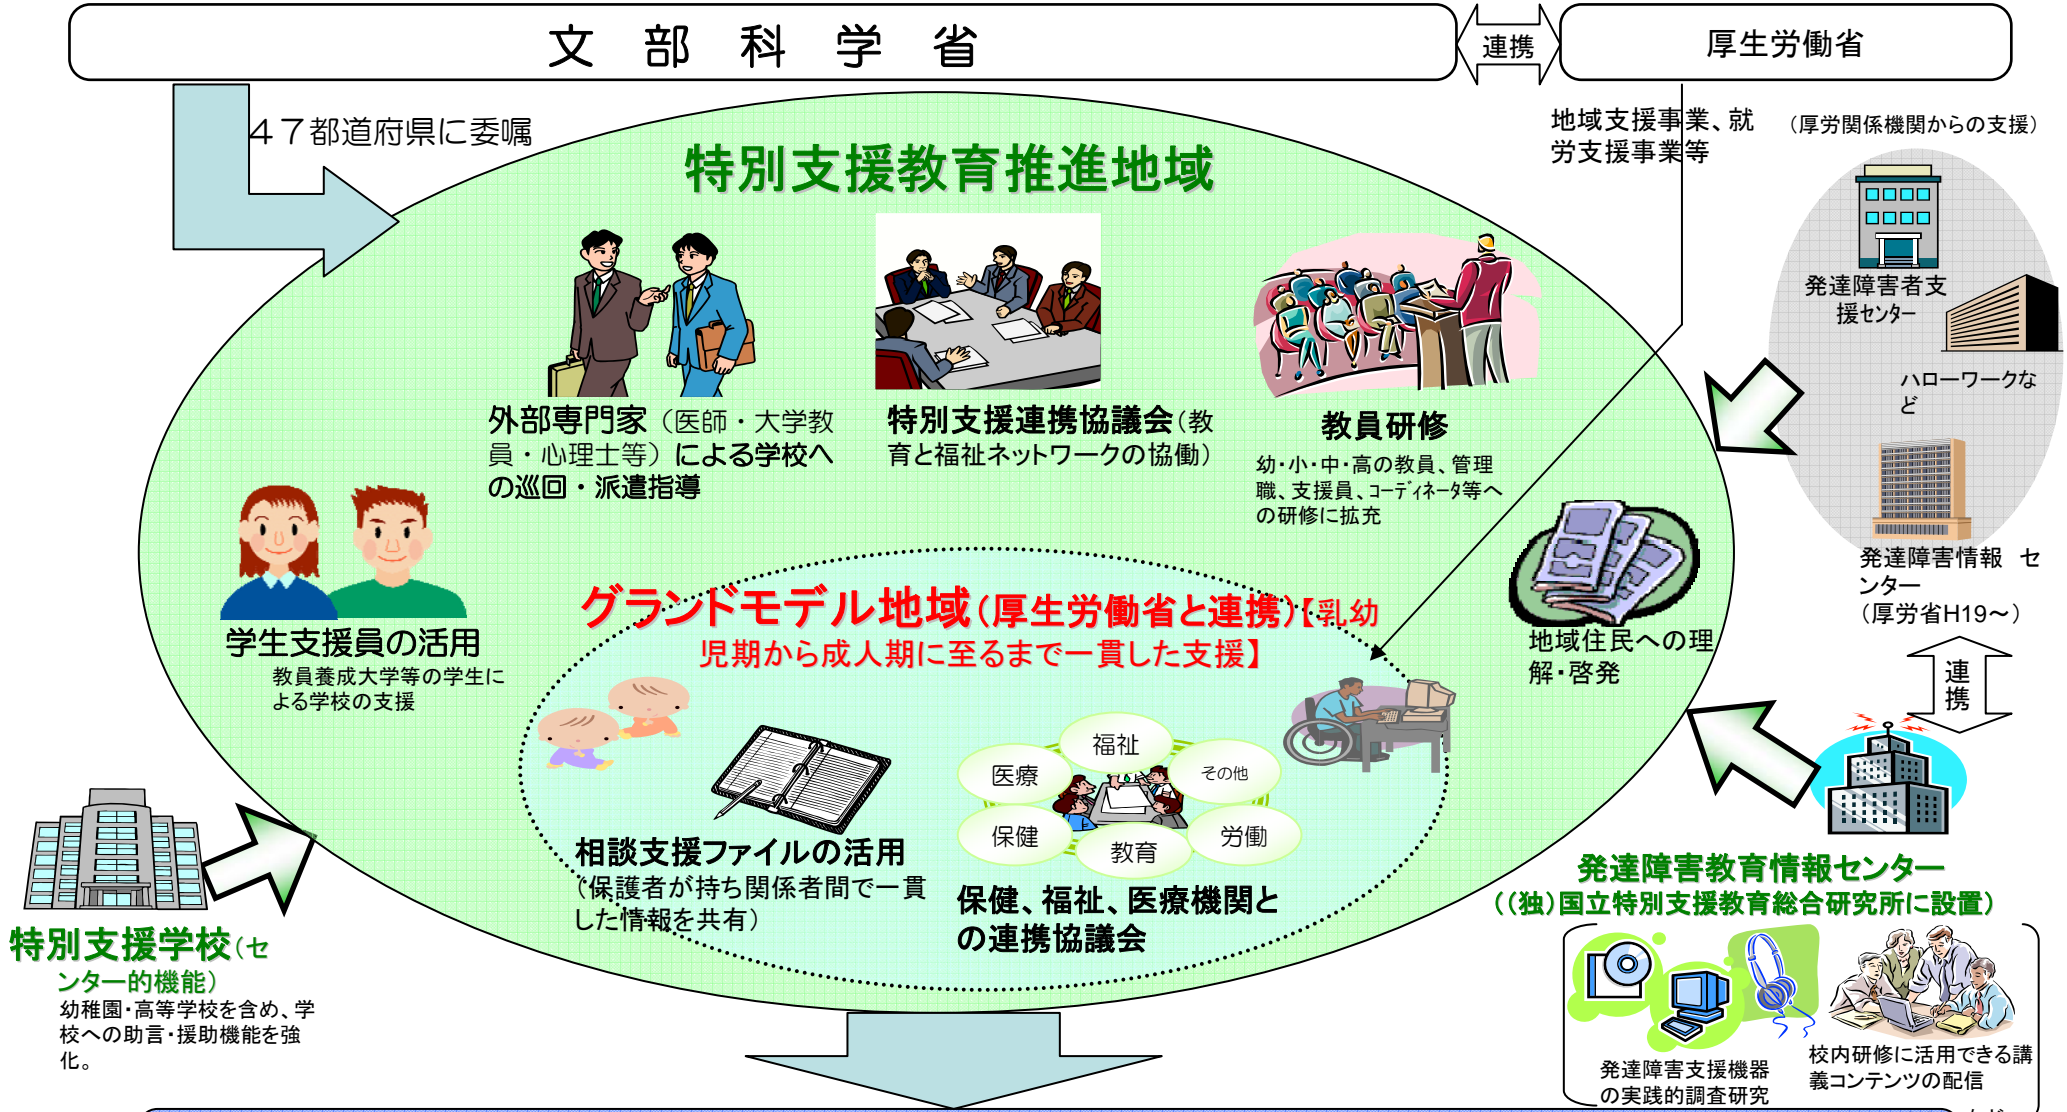 文部科学省
連携
厚生労働省
47都道府県に委嘱
地域支援事業、就
労支援事業等
（厚労関係機関からの支援）
特別支援教育推進地域
発達障害者支
援ｾﾝﾀｰ
ハローワークな
ど
外部専門家（医師・大学教
員・心理士等）による学校へ
の巡回・派遣指導
特別支援連携協議会（教
育と福祉ネットワークの協働）
教員研修
幼・小・中・高の教員、管理
職、支援員、ｺｰﾃﾞｨﾈｰﾀ等へ
の研修に拡充
発達障害情報　セ
ンター
（厚労省H19～）
学生支援員の活用
教員養成大学等の学生に
よる学校の支援
グランドモデル地域（厚生労働省と連携）【乳幼
児期から成人期に至るまで一貫した支援】
地域住民への理
解・啓発
連携
福祉
医療
その他
保健
教育
労働
相談支援ファイルの活用
（保護者が持ち関係者間で一貫
した情報を共有）
保健、福祉、医療機関と
の連携協議会
特別支援学校（セ
ンター的機能）
幼稚園・高等学校を含め、学
校への助言・援助機能を強
化。
発達障害教育情報センター
（（独）国立特別支援教育総合研究所に設置）
発達障害支援機器
の実践的調査研究
校内研修に活用できる講
義コンテンツの配信